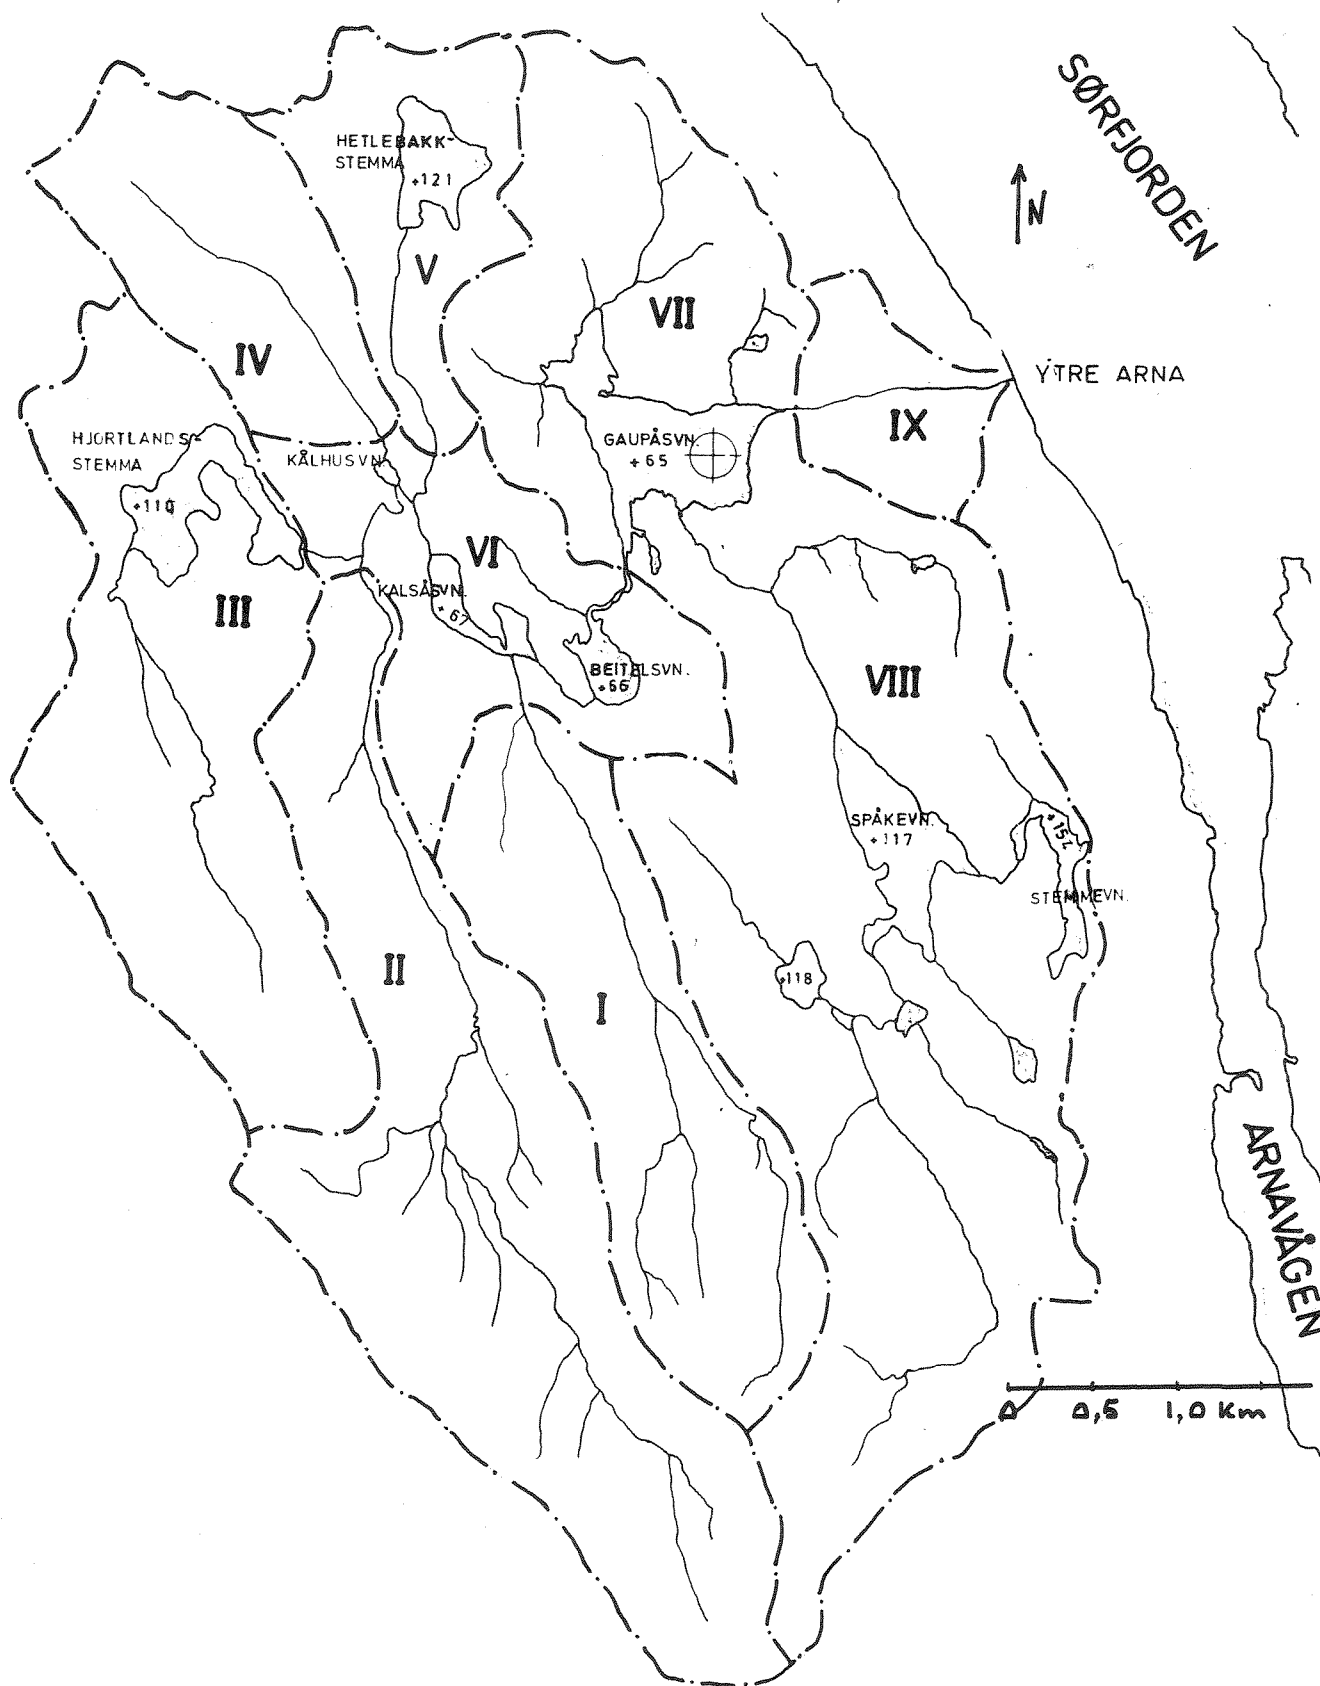 SØRFJORDEN
HETLEBAKK-
STEMMA
+121
N
V
VII
IV
YTRE ARNA
IX
HJORTLANDS-
STEMMA
KÅLHUSVN.
GAUPÅSVN.
+65
+110
VI
KALSÅSVN.
+67
III
BEITELSVN.
+66
VIII
SPÅKEVN.
+117
STEMMEVN.
II
+118
I
ARNAVÅGEN
0 0,5 1,0 Km